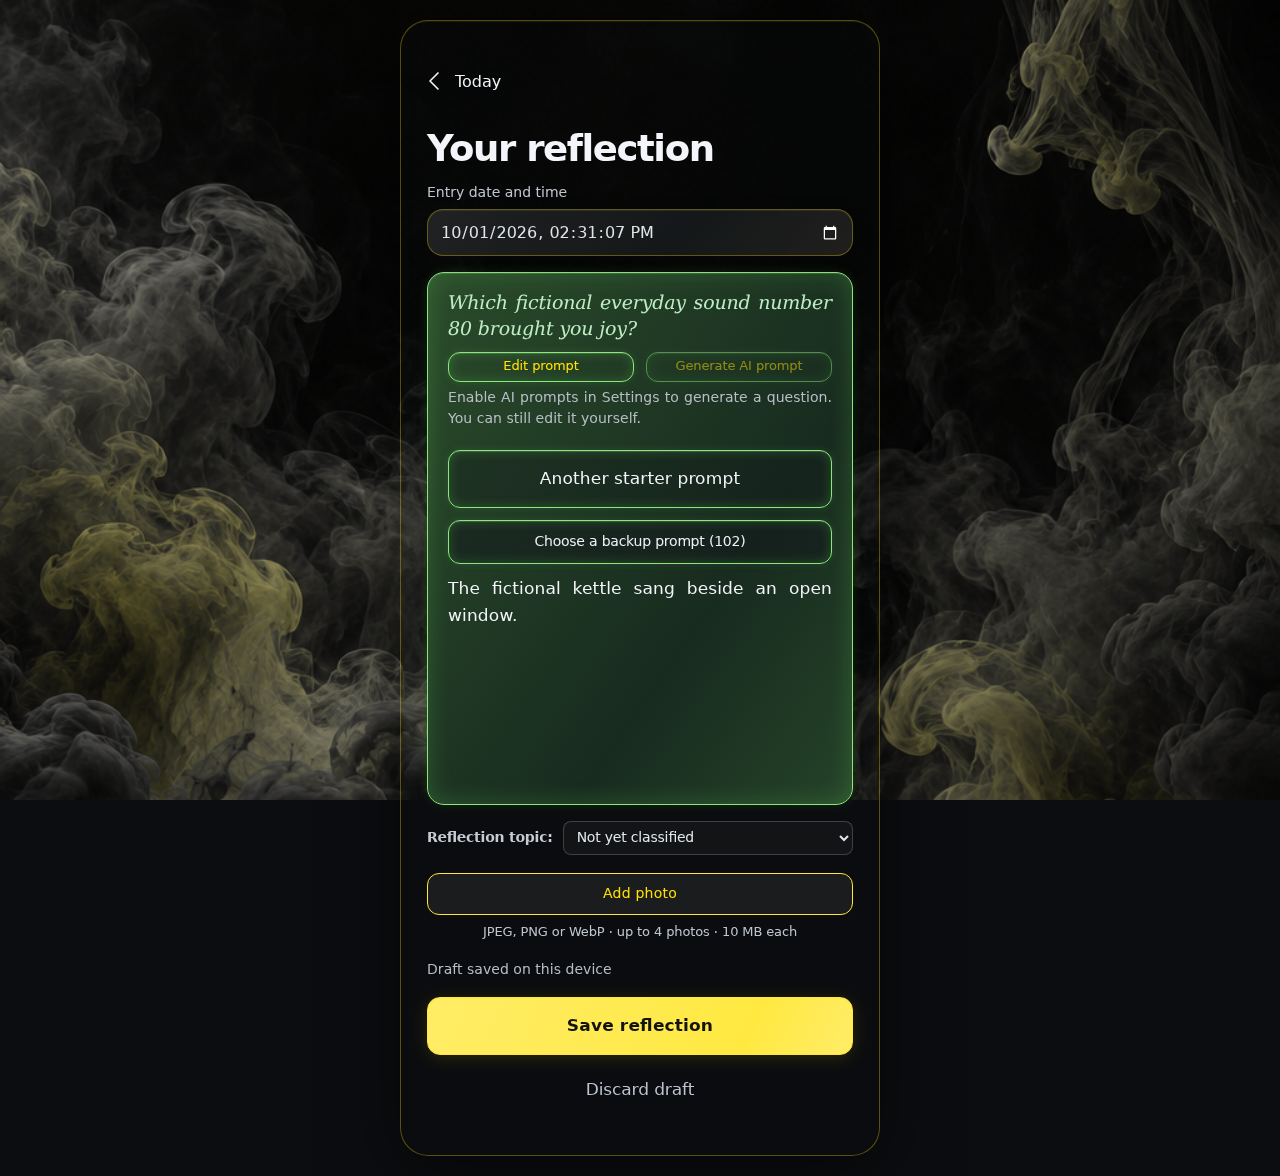 Today
Your reflection
Entry date and time
10/01/2026, 02:31:07 PM
Which fictional everyday sound number
80 brought you joy?
Edit prompt
Generate AI prompt
Enable AI prompts in Settings to generate a question.
You can still edit it yourself.
Another starter prompt
Choose a backup prompt (102)
The fictional kettle sang beside an open
window.
Reflection topic: Not yet classified
Add photo
JPEG, PNG or WebP · up to 4 photos · 10 MB each
Draft saved on this device
Save reflection
Discard draft